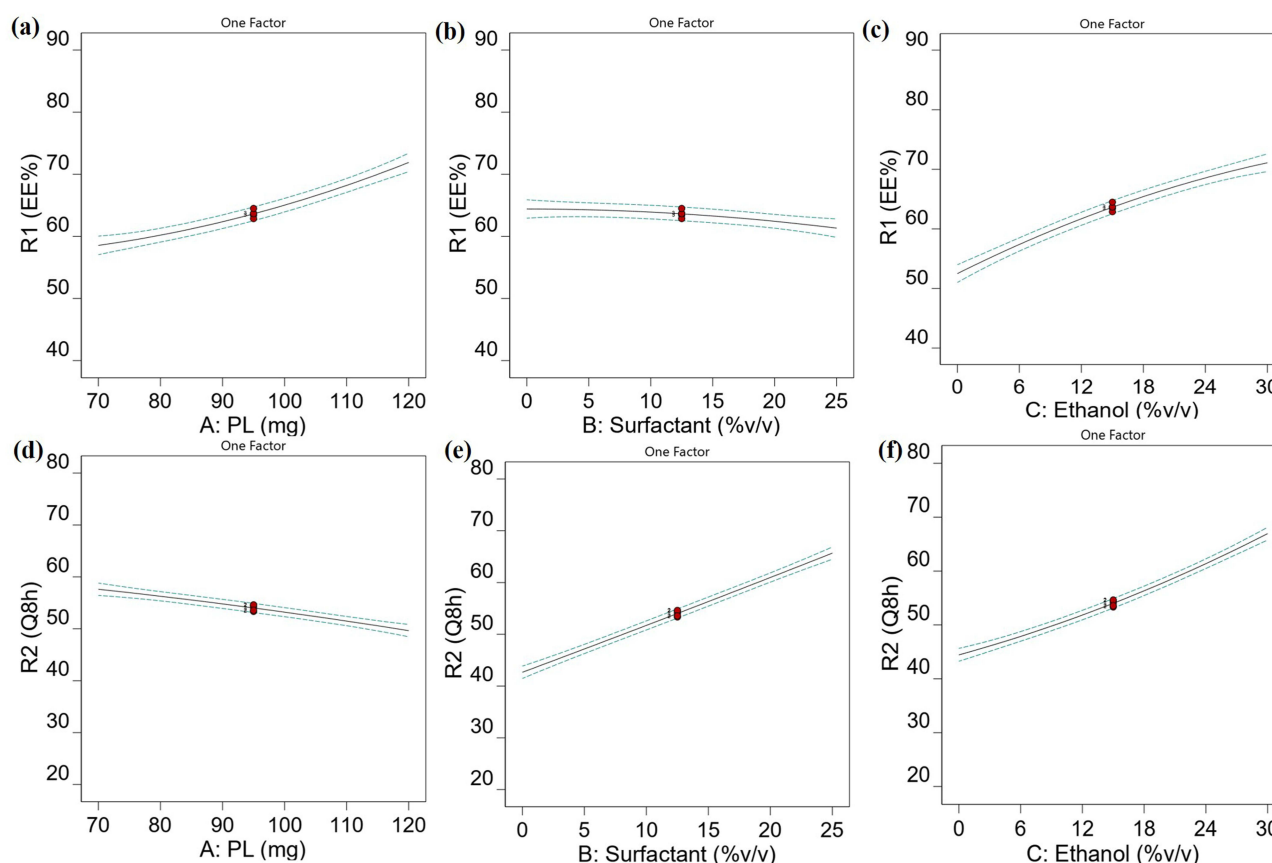 (a)
One Factor
90
80
70
60
50
40
R1 (EE%)
70 80 90 100 110 120
A: PL (mg)
(b)
One Factor
90
80
70
60
50
40
R1 (EE%)
0 5 10 15 20 25
B: Surfactant (%v/v)
(c)
One Factor
90
80
70
60
50
40
R1 (EE%)
0 6 12 18 24 30
C: Ethanol (%v/v)
(d)
One Factor
80
70
60
50
40
30
20
R2 (Q8h)
70 80 90 100 110 120
A: PL (mg)
(e)
One Factor
80
70
60
50
40
30
20
R2 (Q8h)
0 5 10 15 20 25
B: Surfactant (%v/v)
(f)
One Factor
80
70
60
50
40
30
20
R2 (Q8h)
0 6 12 18 24 30
C: Ethanol (%v/v)